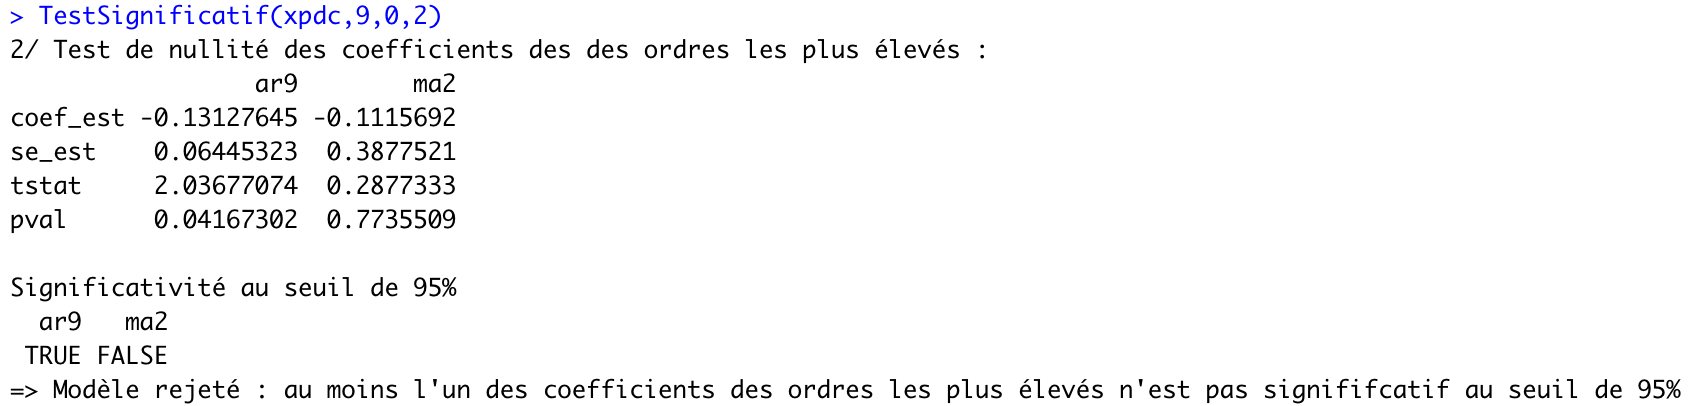 > TestSignificatif(xpdc,9,0,2)
2/ Test de nullité des coefficients des des ordres les plus élevés :
ar9 ma2
coef_est -0.13127645 -0.1115692
se_est 0.06445323 0.3877521
tstat 2.03677074 0.2877333
pval 0.04167302 0.7735509
Significativité au seuil de 95%
ar9 ma2
TRUE FALSE
=> Modèle rejeté : au moins l'un des coefficients des ordres les plus élevés n'est pas signififcatif au seuil de 95%